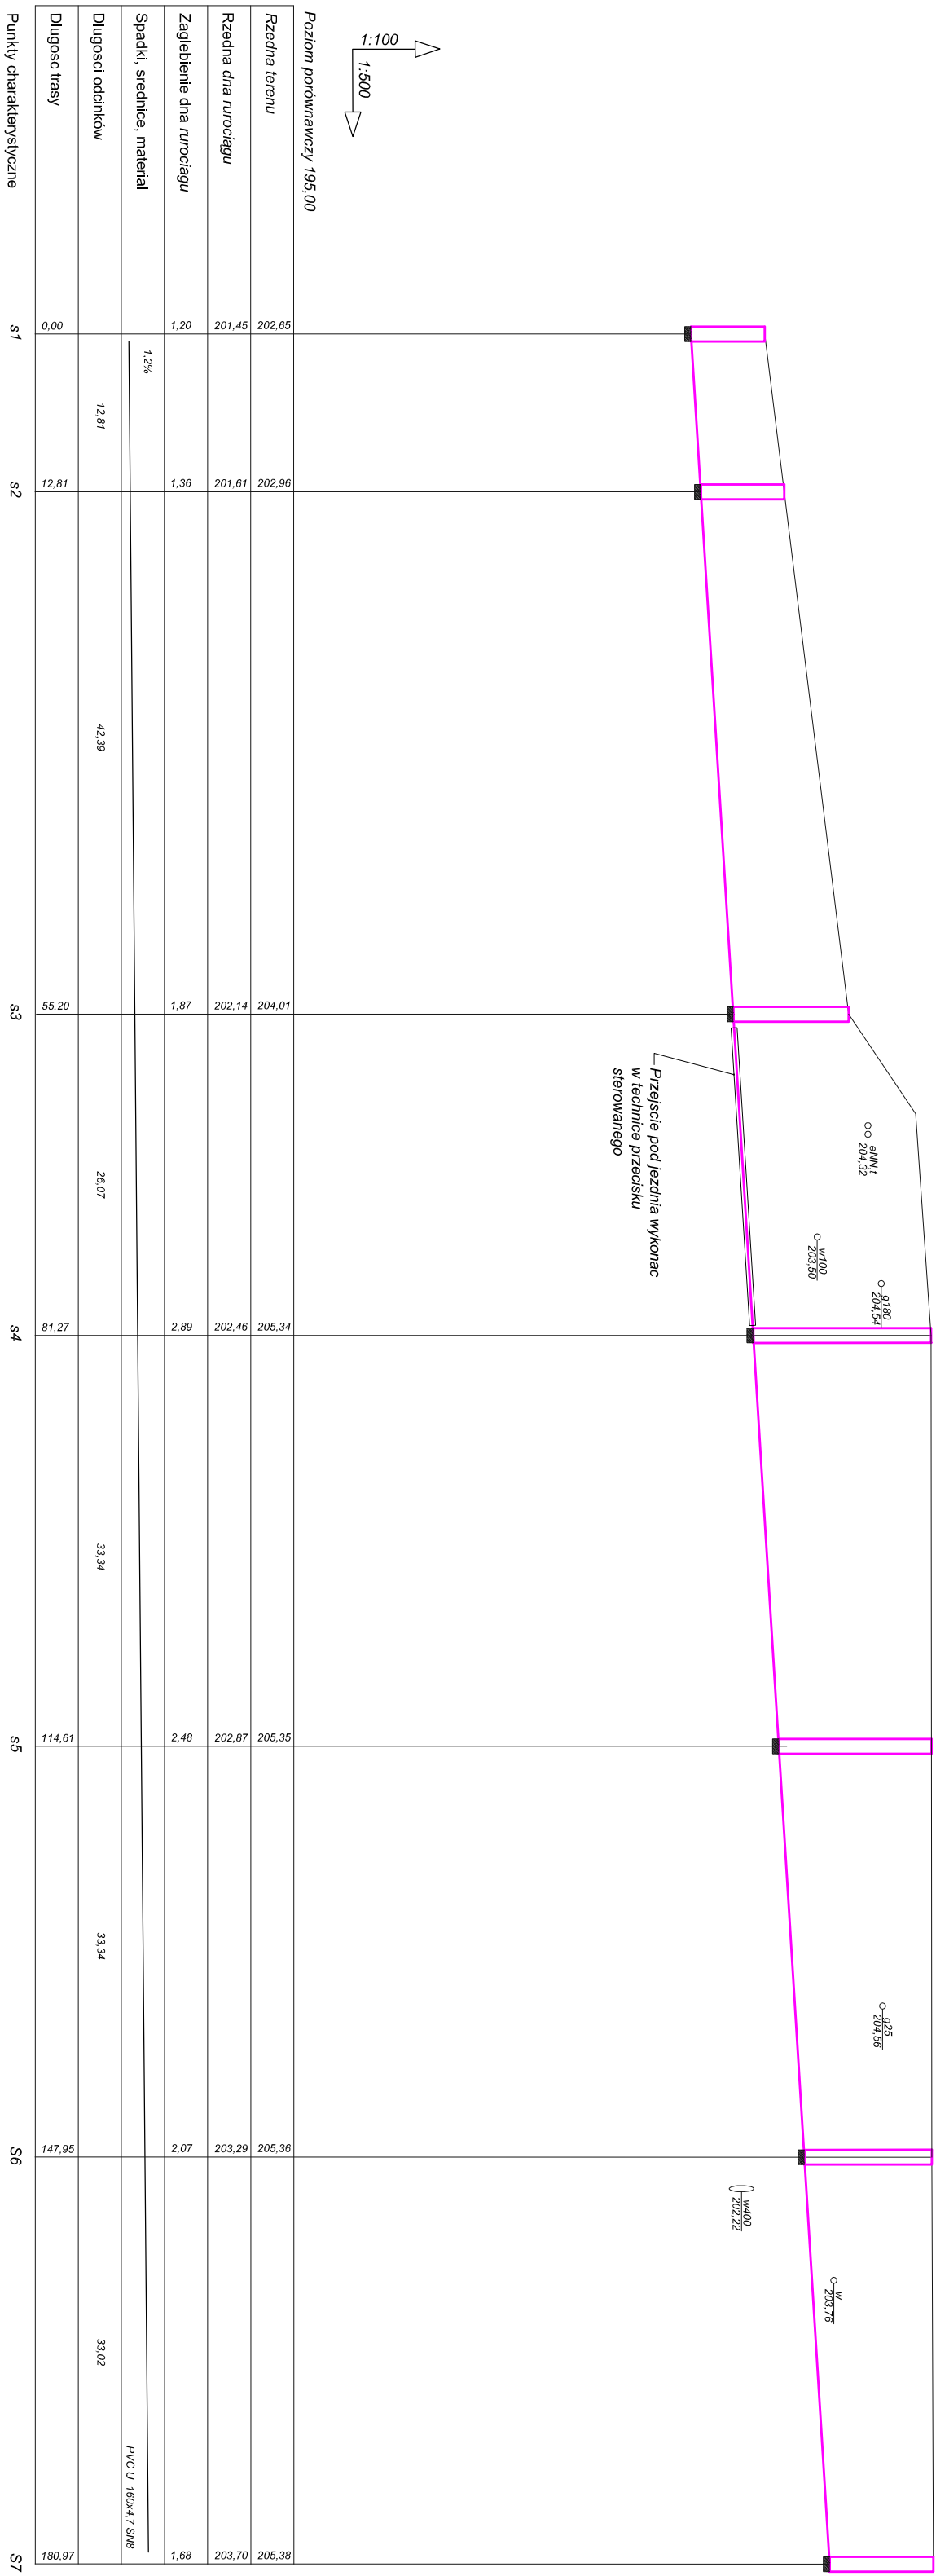 1:100
1:500
eNN,t
204,32
w100
203,50
g180
204,54
g25
204,56
w400
202,22
w
203,76
Przejscie pod jezdnia wykonac
w technice przecisku
sterowanego
Poziom porównawczy 195,00
Rzedna terenu 202,65 202,96 204,01 205,34 205,35 205,36 205,38
Rzedna dna rurociągu 201,45 201,61 202,14 202,46 202,87 203,29 203,70
Zaglebienie dna rurociagu 1,20 1,36 1,87 2,89 2,48 2,07 1,68
Spadki, srednice, material 1,2% PVC U 160x4,7 SN8
Dlugosci odcinków 12,81 42,39 26,07 33,34 33,34 33,02
Dlugosc trasy 0,00 12,81 55,20 81,27 114,61 147,95 180,97
Punkty charakterystyczne s1 s2 s3 s4 s5 S6 S7